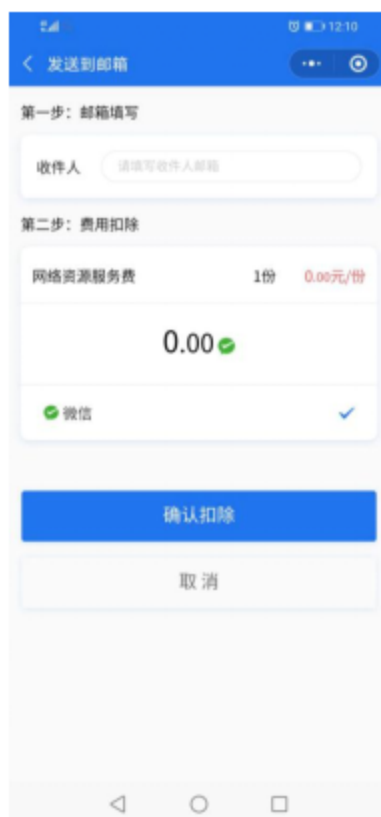 12:10
发送到邮箱
第一步：邮箱填写
收件人 请填写收件人邮箱
第二步：费用扣除
网络资源服务费 1份 0.00元/份
0.00
微信
确认扣除
取消